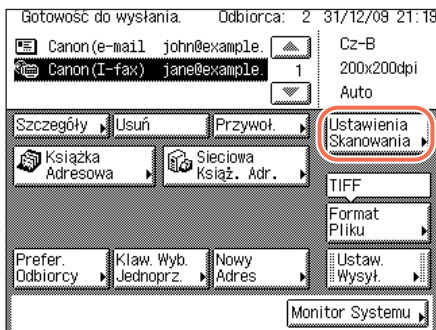 Gotowość do wysłania. Odbiorca: 2 31/12/09 21:19
Canon(e-mail john@example.
Canon(I-fax) jane@example. 1
Cz-B
200x200dpi
Auto
Szczegóły Usuń Przywoł.
Ustawienia
Skanowania
Książka
Adresowa
Sieciowa
Książ. Adr.
TIFF
Format
Pliku
Prefer.
Odbiorcy
Klaw. Wyb.
Jednoprz.
Nowy
Adres
Ustaw.
Wysył.
Monitor Systemu